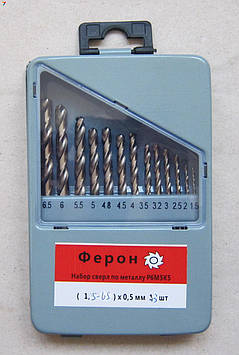 6.5 6 5.5 5 4.8 4.5 4 3.5 3.2 3 2.5 2 1.5
Ферон
Набор сверл по металлу Р6М5К5
( 1,5-6.5 ) х 0,5 мм 13 шт